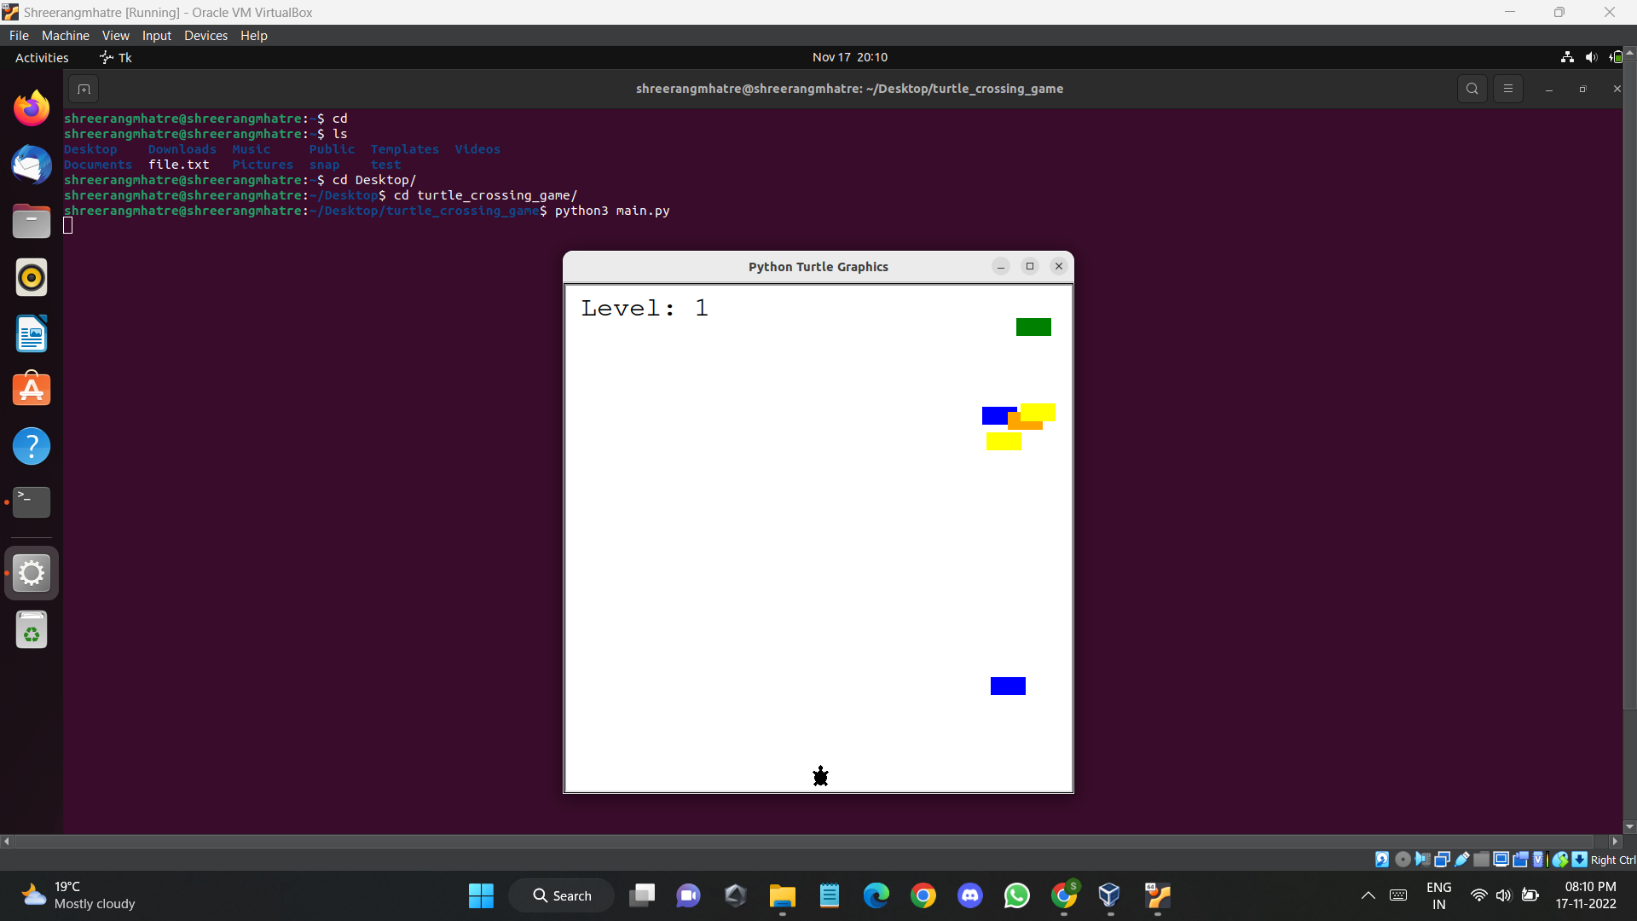 Shreerangmhatre [Running] - Oracle VM VirtualBox
File Machine View Input Devices Help
Activities Tk Nov 17 20:10
shreerangmhatre@shreerangmhatre: ~/Desktop/turtle_crossing_game
shreerangmhatre@shreerangmhatre:~$ cd
shreerangmhatre@shreerangmhatre:~$ ls
Desktop Downloads Music Public Templates Videos
Documents file.txt Pictures snap test
shreerangmhatre@shreerangmhatre:~$ cd Desktop/
shreerangmhatre@shreerangmhatre:~/Desktop$ cd turtle_crossing_game/
shreerangmhatre@shreerangmhatre:~/Desktop/turtle_crossing_game$ python3 main.py
Python Turtle Graphics
Level: 1
Right Ctrl
19°C
Mostly cloudy
Search
ENG
IN
08:10 PM
17-11-2022